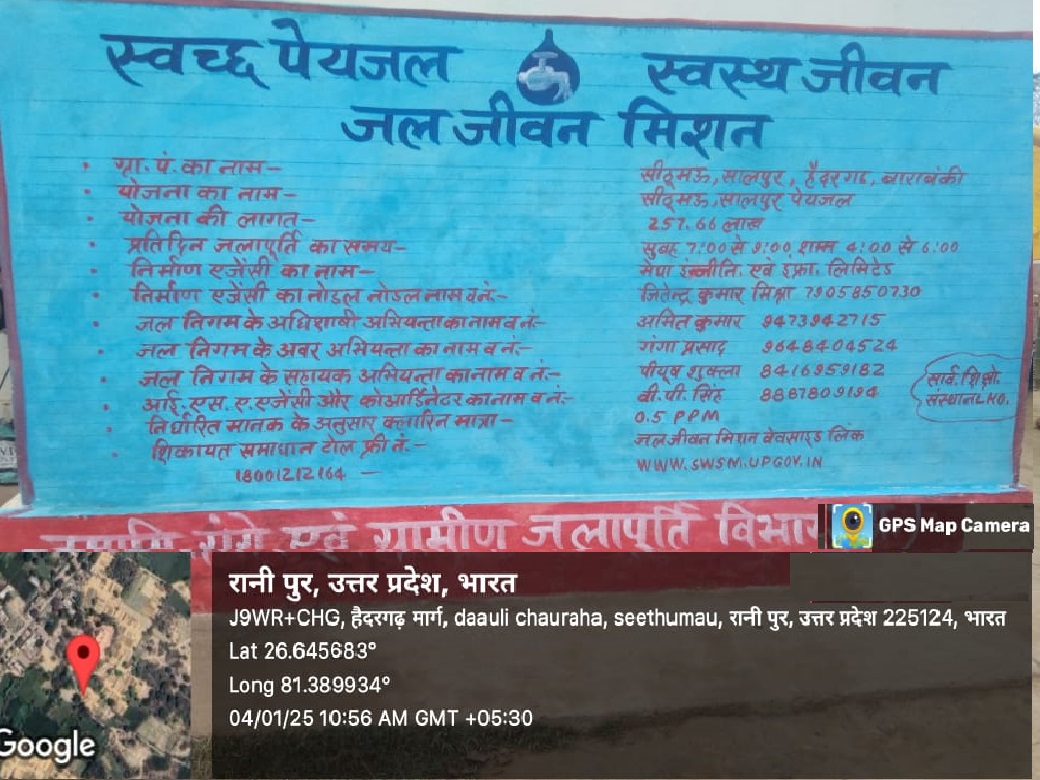 स्वच्छ पेयजल स्वस्थ जीवन
जल जीवन मिशन
• ग्रा. पं. का नाम- सीठूमऊ, सालपुर, हैदरगढ, बाराबंकी
• योजना का नाम- सीठूमऊ, सालपुर पेयजल
• योजना की लागत- 257.66 लाख
• प्रतिदिन जलापूर्ति का समय- सुबह 7:00 से 9:00, शाम 4:00 से 6:00
• निर्माण एजेंसी का नाम- मेघा इंजीनि. एवं इंफ्रा. लिमिटेड
• निर्माण एजेंसी का नोडल नोडल नाम व नं:- जितेन्द्र कुमार मिश्रा 7905850730
• जल निगम के अधिशाषी अभियन्ता का नाम व नं:- अमित कुमार 9473942715
• जल निगम के अवर अभियन्ता का नाम व नं:- गंगा प्रसाद 9648404524
• जल निगम के सहायक अभियन्ता का नाम व नं:- पीयूष शुक्ला 8416959182
• आई. एस. ए. एजेंसी और कोआर्डिनेटर का नाम व नं:- वी. पी. सिंह 8887809194 सार्व. शिक्षो. संस्थान LKO.
• निर्धारित मानक के अनुसार क्लोरिन मात्रा- 0.5 PPM
• शिकायत समाधान टोल फ्री नं:- जल जीवन मिशन वेवसाइड लिंक
18001212164 - WWW.SWSM.UPGOV.IN
नमामि गंगे एवं ग्रामीण जलापूर्ति विभाग
GPS Map Camera
रानी पुर, उत्तर प्रदेश, भारत
J9WR+CHG, हैदरगढ़ मार्ग, daauli chauraha, seethumau, रानी पुर, उत्तर प्रदेश 225124, भारत
Lat 26.645683°
Long 81.389934°
04/01/25 10:56 AM GMT +05:30
Google